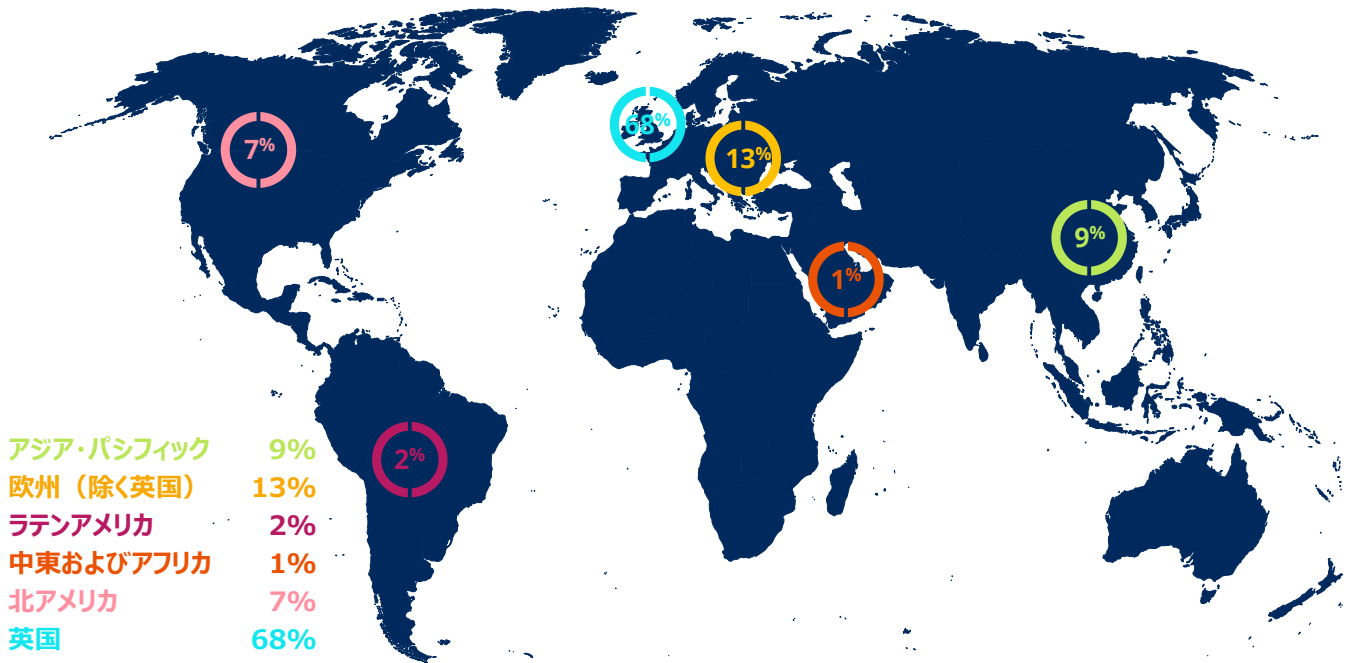 68%
7%
13%
9%
1%
2%
アジア・パシフィック 9%
欧州（除く英国） 13%
ラテンアメリカ 2%
中東およびアフリカ 1%
北アメリカ 7%
英国 68%